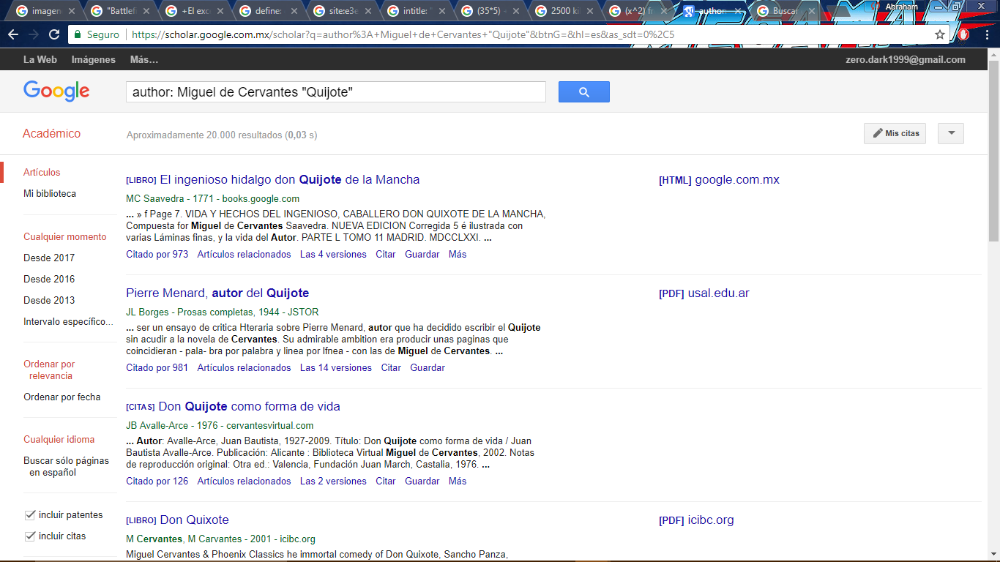 imagen
"Battlef
+El exc
define:
site:e3e
intitle: "
(35*5) +
2500 ki
(x^2) fr
author:
Buscar
Abraham
Seguro
https://scholar.google.com.mx/scholar?q=author%3A+Miguel+de+Cervantes+"Quijote"&btnG=&hl=es&as_sdt=0%2C5
La Web Imágenes Más…
zero.dark1999@gmail.com
Google
author: Miguel de Cervantes "Quijote"
Académico
Aproximadamente 20.000 resultados (0,03 s)
Mis citas
Artículos
Mi biblioteca
Cualquier momento
Desde 2017
Desde 2016
Desde 2013
Intervalo específico...
Ordenar por
relevancia
Ordenar por fecha
Cualquier idioma
Buscar sólo páginas
en español
incluir patentes
incluir citas
[LIBRO] El ingenioso hidalgo don Quijote de la Mancha
[HTML] google.com.mx
MC Saavedra - 1771 - books.google.com
... » f Page 7. VIDA Y HECHOS DEL INGENIOSO, CABALLERO DON QUIXOTE DE LA MANCHA,
Compuesta for Miguel de Cervantes Saavedra. NUEVA EDICION Corregida 5 é ilustrada con
varias Láminas finas, y la vida del Autor. PARTE L TOMO 11 MADRID. MDCCLXXI. ...
Citado por 973 Artículos relacionados Las 4 versiones Citar Guardar Más
Pierre Menard, autor del Quijote
[PDF] usal.edu.ar
JL Borges - Prosas completas, 1944 - JSTOR
... ser un ensayo de critica Hteraria sobre Pierre Menard, autor que ha decidido escribir el Quijote
sin acudir a la novela de Cervantes. Su admirable ambition era producir unas paginas que
coincidieran - pala- bra por palabra y linea por lfnea - con las de Miguel de Cervantes. ...
Citado por 981 Artículos relacionados Las 14 versiones Citar Guardar
[CITAS] Don Quijote como forma de vida
JB Avalle-Arce - 1976 - cervantesvirtual.com
... Autor: Avalle-Arce, Juan Bautista, 1927-2009. Título: Don Quijote como forma de vida / Juan
Bautista Avalle-Arce. Publicación: Alicante : Biblioteca Virtual Miguel de Cervantes, 2002. Notas
de reproducción original: Otra ed.: Valencia, Fundación Juan March, Castalia, 1976. ...
Citado por 126 Artículos relacionados Las 2 versiones Citar Guardar Más
[LIBRO] Don Quixote
[PDF] icibc.org
M Cervantes, M Carvantes - 2001 - icibc.org
Miguel Cervantes & Phoenix Classics he immortal comedy of Don Quixote, Sancho Panza,